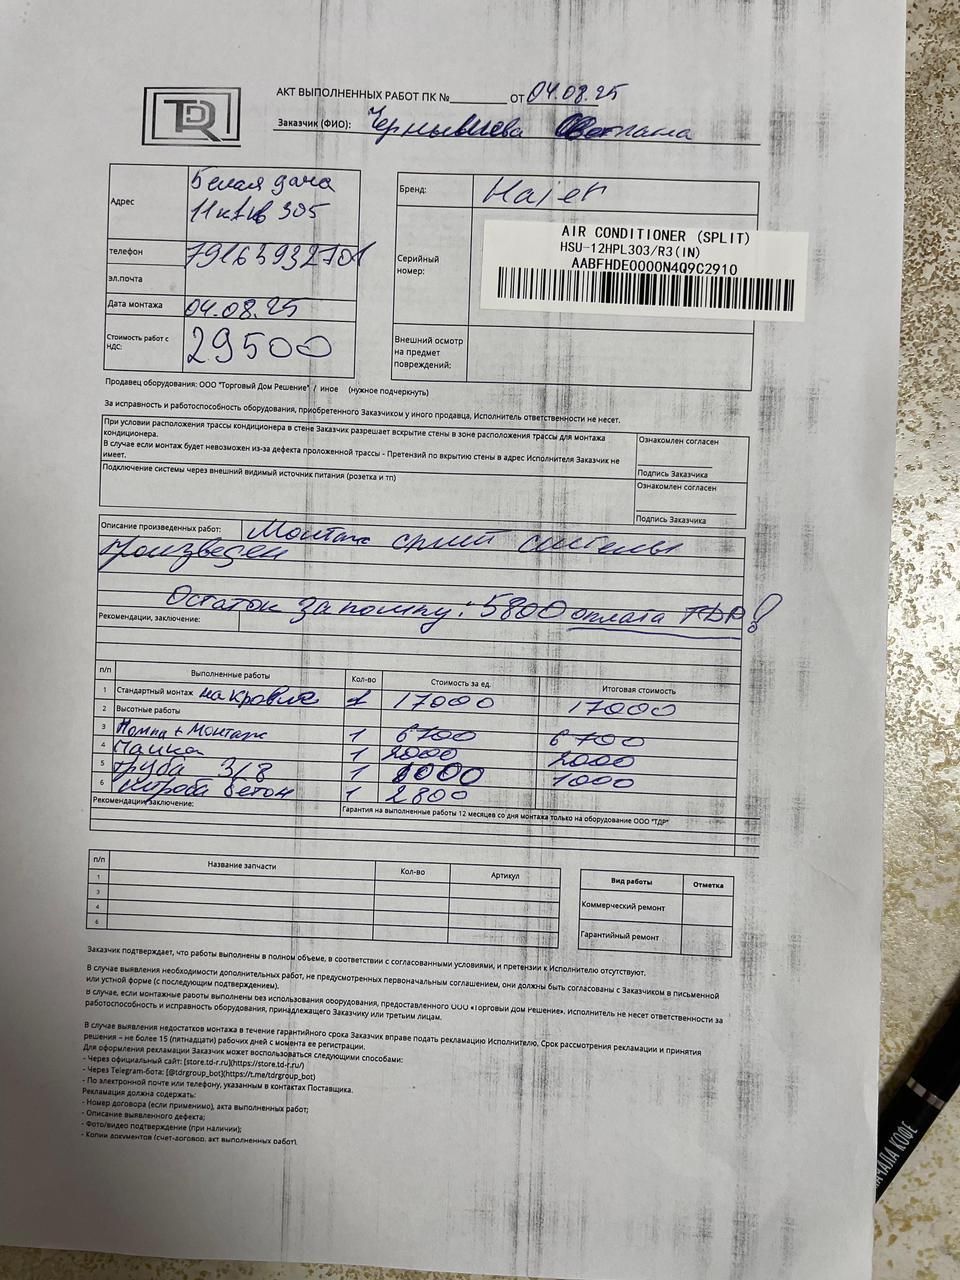 TDR
АКТ ВЫПОЛНЕННЫХ РАБОТ ПК №________ ОТ 04.08.25
Заказчик (ФИО): Чернышева Светлана
Адрес
Белая дача
11 кв 305
телефон 79165932701
эл.почта
Дата монтажа 04.08.25
Стоимость работ с НДС: 29500
Бренд: Haier
Серийный номер:
AIR CONDITIONER (SPLIT)
HSU-12HPL303/R3(IN)
AABFHDE0000N4Q9C2910
Внешний осмотр
на предмет
повреждений:
Продавец оборудования: ООО "Торговый Дом Решение" / иное (нужное подчеркнуть)
За исправность и работоспособность оборудования, приобретенного Заказчиком у иного продавца, Исполнитель ответственности не несет.
При условии расположения трассы кондиционера в стене Заказчик разрешает вскрытие стены в зоне расположения трассы для монтажа
кондиционера.
В случае если монтаж будет невозможен из-за дефекта проложенной трассы - Претензий по вкрытию стены в адрес Исполнителя Заказчик не
имеет.
Ознакомлен согласен
Подпись Заказчика
Подключение системы через внешний видимый источник питания (розетка и тп)
Ознакомлен согласен
Подпись Заказчика
Описание произведенных работ: Монтаж сплит системы
произведен
Остаток за помпу: 5800 оплата ТДР!
Рекомендации, заключение:
п/п Выполненные работы Кол-во Стоимость за ед. Итоговая стоимость
1 Стандартный монтаж на кровле 1 17000 17000
2 Высотные работы
3 Помпа + Монтаж 1 6700 6700
4 Пайка 1 2000 2000
5 Труба 3/8 1 1000 1000
6 Штроба бетон 1 2800
Рекомендации/заключение: Гарантия на выполненные работы 12 месяцев со дня монтажа только на оборудование ООО "ТДР"
п/п Название запчасти Кол-во Артикул
1
3
4
6
Вид работы Отметка
Коммерческий ремонт
Гарантийный ремонт
Заказчик подтверждает, что работы выполнены в полном объеме, в соответствии с согласованными условиями, и претензии к Исполнителю отсутствуют.
В случае выявления необходимости дополнительных работ, не предусмотренных первоначальным соглашением, они должны быть согласованы с Заказчиком в письменной
или устной форме (с последующим подтверждением).
В случае, если монтажные работы выполнены без использования оборудования, предоставленного ООО «Торговый Дом Решение», Исполнитель не несет ответственности за
работоспособность и исправность оборудования, принадлежащего Заказчику или третьим лицам.
В случае выявления недостатков монтажа в течение гарантийного срока Заказчик вправе подать рекламацию Исполнителю. Срок рассмотрения рекламации и принятия
решения – не более 15 (пятнадцати) рабочих дней с момента ее регистрации.
Для оформления рекламации Заказчик может воспользоваться следующими способами:
- Через официальный сайт: [store.td-r.ru](https://store.td-r.ru/)
- Через Telegram-бота: [@tdrgroup_bot](https://t.me/tdrgroup_bot)
- По электронной почте или телефону, указанным в контактах Поставщика.
Рекламация должна содержать:
- Номер договора (если применимо), акта выполненных работ;
- Описание выявленного дефекта;
- Фото/видео подтверждение (при наличии);
- Копии документов (счет-договор, акт выполненных работ).
НАЧАЛА КОФЕ